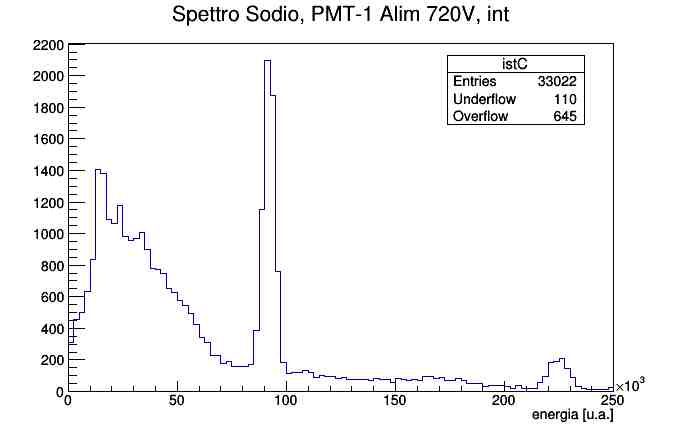 Spettro Sodio, PMT-1 Alim 720V, int
istC
Entries 33022
Underflow 110
Overflow 645
2200
2000
1800
1600
1400
1200
1000
800
600
400
200
0
0 50 100 150 200 250
×10³
energia [u.a.]